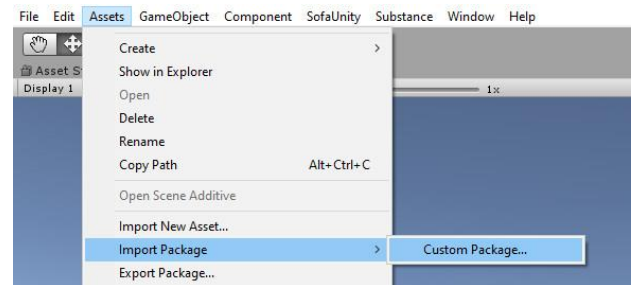 File Edit Assets GameObject Component SofaUnity Substance Window Help
Create
Asset S
Show in Explorer
Display 1
1x
Open
Delete
Rename
Copy Path Alt+Ctrl+C
Open Scene Additive
Import New Asset...
Import Package Custom Package...
Export Package...